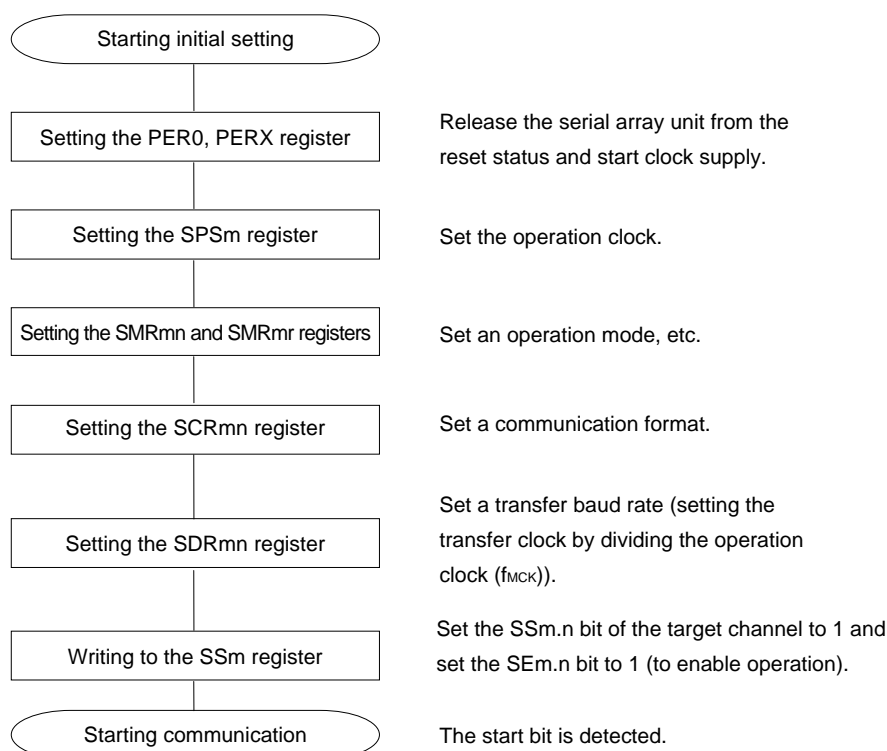 Starting initial setting
Setting the PER0, PERX register
Release the serial array unit from the
reset status and start clock supply.
Setting the SPSm register
Set the operation clock.
Setting the SMRmn and SMRmr registers
Set an operation mode, etc.
Setting the SCRmn register
Set a communication format.
Setting the SDRmn register
Set a transfer baud rate (setting the
transfer clock by dividing the operation
clock (fMCK)).
Writing to the SSm register
Set the SSm.n bit of the target channel to 1 and
set the SEm.n bit to 1 (to enable operation).
Starting communication
The start bit is detected.